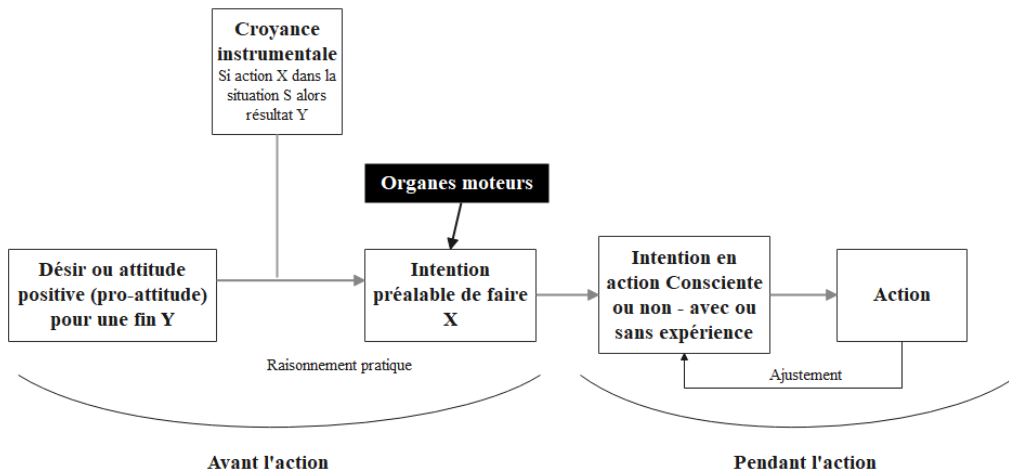 Croyance
instrumentale
Si action X dans la
situation S alors
résultat Y
Organes moteurs
Désir ou attitude
positive (pro-attitude)
pour une fin Y
Intention
préalable de faire
X
Intention en
action Consciente
ou non - avec ou
sans expérience
Action
Raisonnement pratique
Ajustement
Avant l'action
Pendant l'action